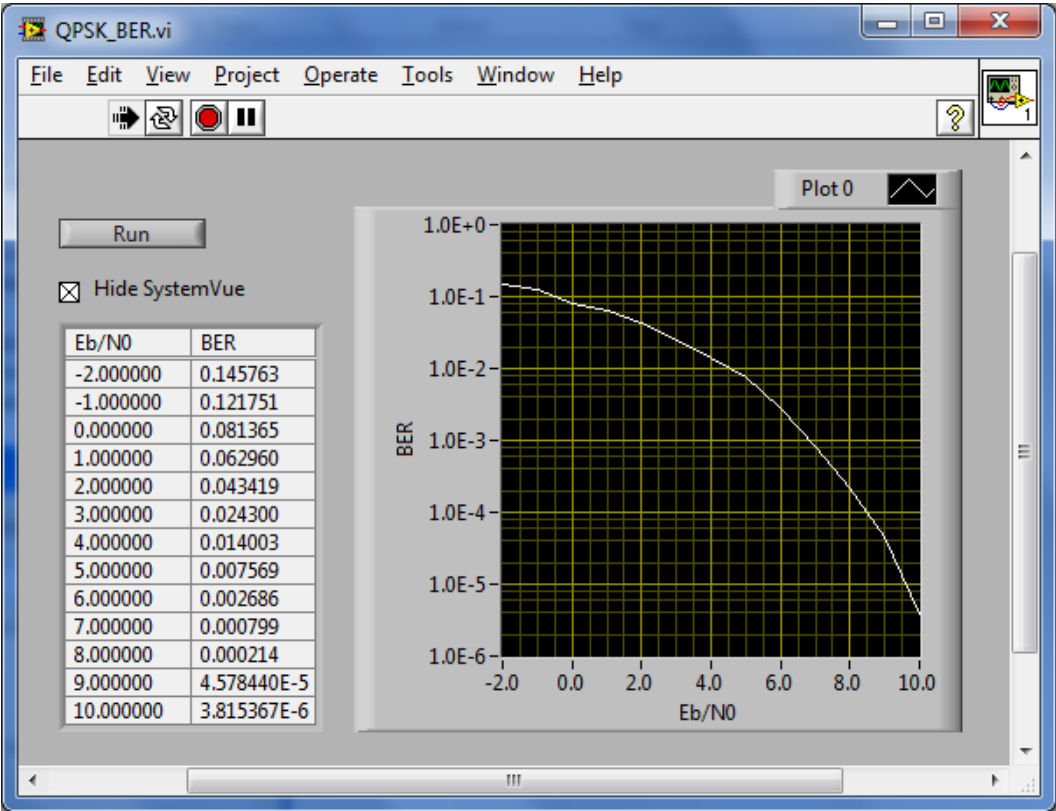 QPSK_BER.vi
File Edit View Project Operate Tools Window Help
?
1
Plot 0
Run
Hide SystemVue
Eb/N0 BER
-2.000000 0.145763
-1.000000 0.121751
0.000000 0.081365
1.000000 0.062960
2.000000 0.043419
3.000000 0.024300
4.000000 0.014003
5.000000 0.007569
6.000000 0.002686
7.000000 0.000799
8.000000 0.000214
9.000000 4.578440E-5
10.000000 3.815367E-6
BER
1.0E+0
1.0E-1
1.0E-2
1.0E-3
1.0E-4
1.0E-5
1.0E-6
-2.0 0.0 2.0 4.0 6.0 8.0 10.0
Eb/N0